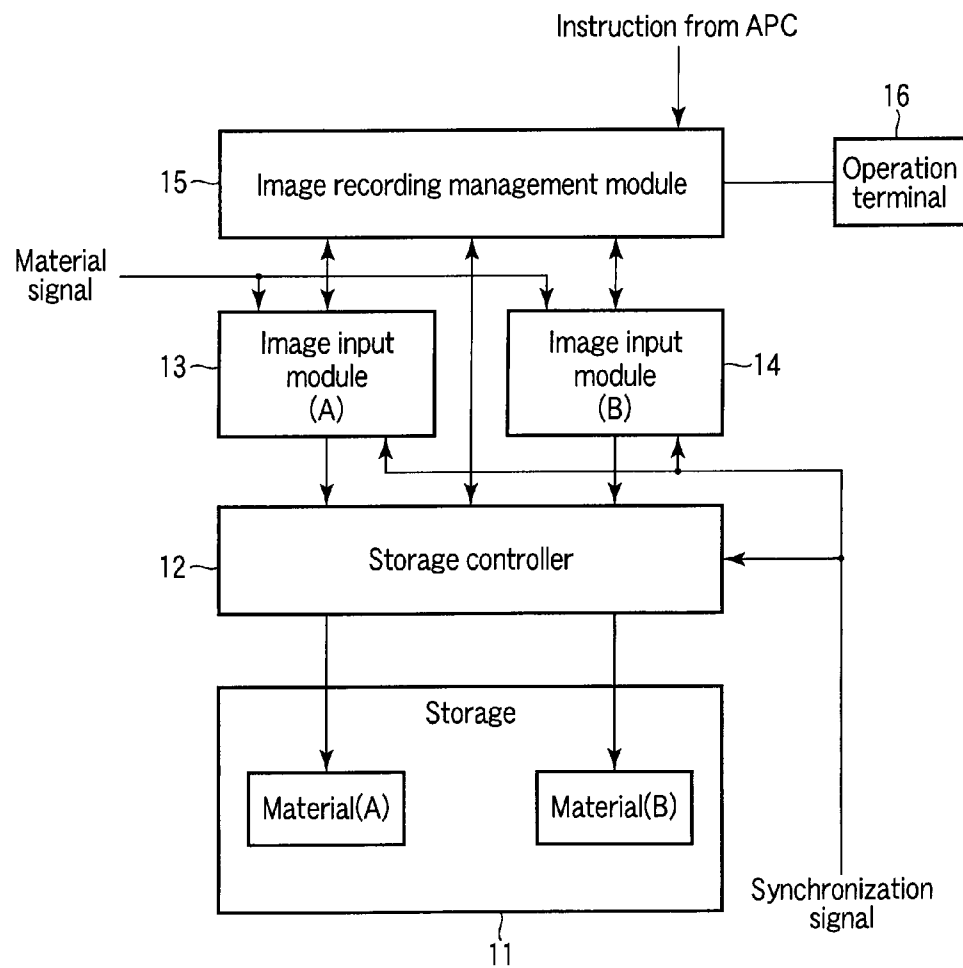 Instruction from APC
16
15
Image recording management module
Operation
terminal
Material
signal
13
Image input
module
(A)
Image input
module
(B)
14
12
Storage controller
Storage
Material(A)
Material(B)
Synchronization
signal
11